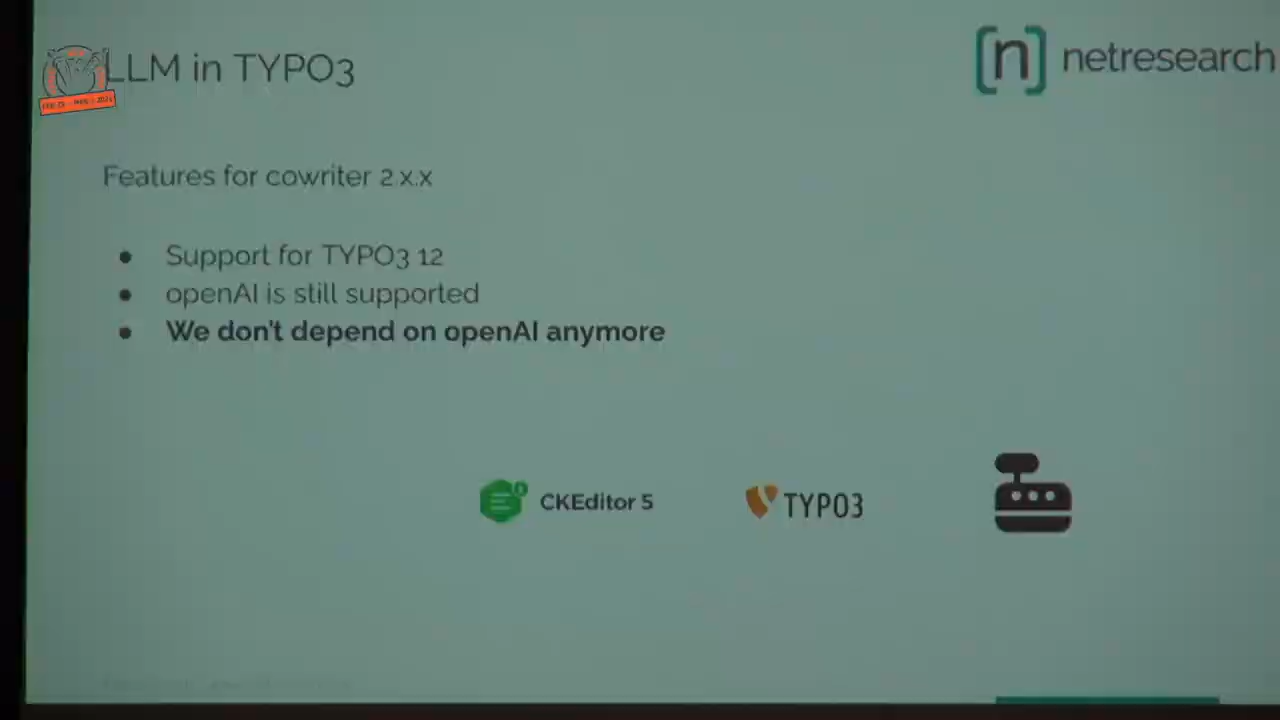 LLM in TYPO3
[n] netresearch
Features for cowriter 2.x.x
● Support for TYPO3 12
● openAI is still supported
● We don't depend on openAI anymore
CKEditor 5
TYPO3